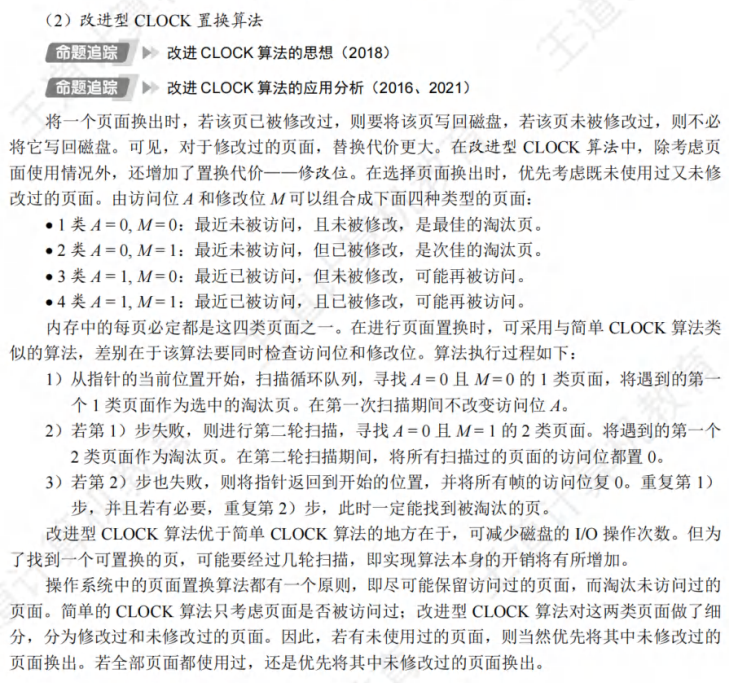 （2）改进型 CLOCK 置换算法
命题追踪 改进 CLOCK 算法的思想（2018）
命题追踪 改进 CLOCK 算法的应用分析（2016、2021）
将一个页面换出时，若该页已被修改过，则要将该页写回磁盘，若该页未被修改过，则不必
将它写回磁盘。可见，对于修改过的页面，替换代价更大。在改进型 CLOCK 算法中，除考虑页
面使用情况外，还增加了置换代价——修改位。在选择页面换出时，优先考虑既未使用过又未修
改过的页面。由访问位 A 和修改位 M 可以组合成下面四种类型的页面：
● 1 类 A = 0, M = 0：最近未被访问，且未被修改，是最佳的淘汰页。
● 2 类 A = 0, M = 1：最近未被访问，但已被修改，是次佳的淘汰页。
● 3 类 A = 1, M = 0：最近已被访问，但未被修改，可能再被访问。
● 4 类 A = 1, M = 1：最近已被访问，且已被修改，可能再被访问。
内存中的每页必定都是这四类页面之一。在进行页面置换时，可采用与简单 CLOCK 算法类
似的算法，差别在于该算法要同时检查访问位和修改位。算法执行过程如下：
1）从指针的当前位置开始，扫描循环队列，寻找 A = 0 且 M = 0 的 1 类页面，将遇到的第一
个 1 类页面作为选中的淘汰页。在第一次扫描期间不改变访问位 A。
2）若第 1）步失败，则进行第二轮扫描，寻找 A = 0 且 M = 1 的 2 类页面。将遇到的第一个
2 类页面作为淘汰页。在第二轮扫描期间，将所有扫描过的页面的访问位都置 0。
3）若第 2）步也失败，则将指针返回到开始的位置，并将所有帧的访问位复 0。重复第 1）
步，并且若有必要，重复第 2）步，此时一定能找到被淘汰的页。
改进型 CLOCK 算法优于简单 CLOCK 算法的地方在于，可减少磁盘的 I/O 操作次数。但为
了找到一个可置换的页，可能要经过几轮扫描，即实现算法本身的开销将有所增加。
操作系统中的页面置换算法都有一个原则，即尽可能保留访问过的页面，而淘汰未访问过的
页面。简单的 CLOCK 算法只考虑页面是否被访问过；改进型 CLOCK 算法对这两类页面做了细
分，分为修改过和未修改过的页面。因此，若有未使用过的页面，则当然优先将其中未修改过的
页面换出。若全部页面都使用过，还是优先将其中未修改过的页面换出。